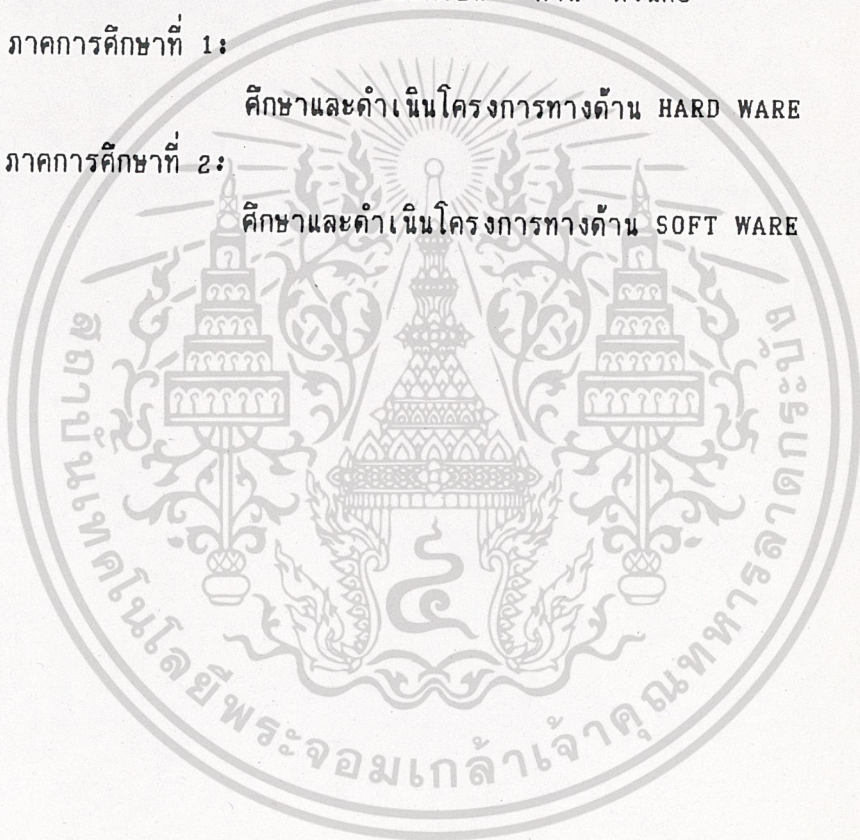 ภาคการศึกษาที่ 1:
ศึกษาและดำเนินโครงการทางด้าน HARD WARE
ภาคการศึกษาที่ 2:
ศึกษาและดำเนินโครงการทางด้าน SOFT WARE
สถาบันเทคโนโลยีพระจอมเกล้าเจ้าคุณทหารลาดกระบัง